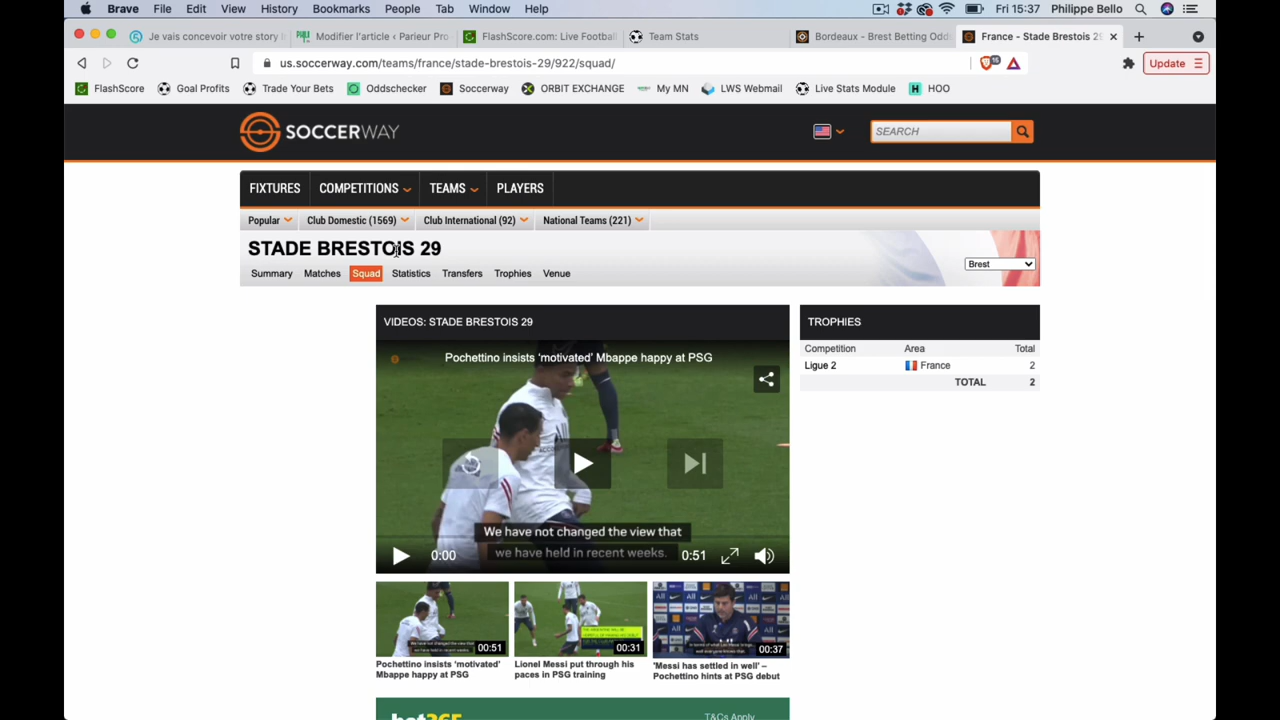 Brave File Edit View History Bookmarks People Tab Window Help Fri 15:37 Philippe Bello
Je vais concevoir votre story i Modifier l'article ‹ Parieur Pro FlashScore.com: Live Football Team Stats Bordeaux - Brest Betting Odds France - Stade Brestois 29
us.soccerway.com/teams/france/stade-brestois-29/922/squad/ 15 Update
FlashScore Goal Profits Trade Your Bets Oddschecker Soccerway ORBIT EXCHANGE My MN LWS Webmail Live Stats Module HOO
SOCCERWAY SEARCH
FIXTURES COMPETITIONS TEAMS PLAYERS
Popular Club Domestic (1569) Club International (92) National Teams (221)
STADE BRESTOIS 29
Brest
Summary Matches Squad Statistics Transfers Trophies Venue
VIDEOS: STADE BRESTOIS 29
Pochettino insists ‘motivated’ Mbappe happy at PSG
We have not changed the view that
we have held in recent weeks.
0:00 0:51
00:51 00:31 00:37
Pochettino insists ‘motivated’
Mbappe happy at PSG
Lionel Messi put through his
paces in PSG training
'Messi has settled in well' –
Pochettino hints at PSG debut
TROPHIES
Competition Area Total
Ligue 2 France 2
TOTAL 2
bet365 T&Cs Apply